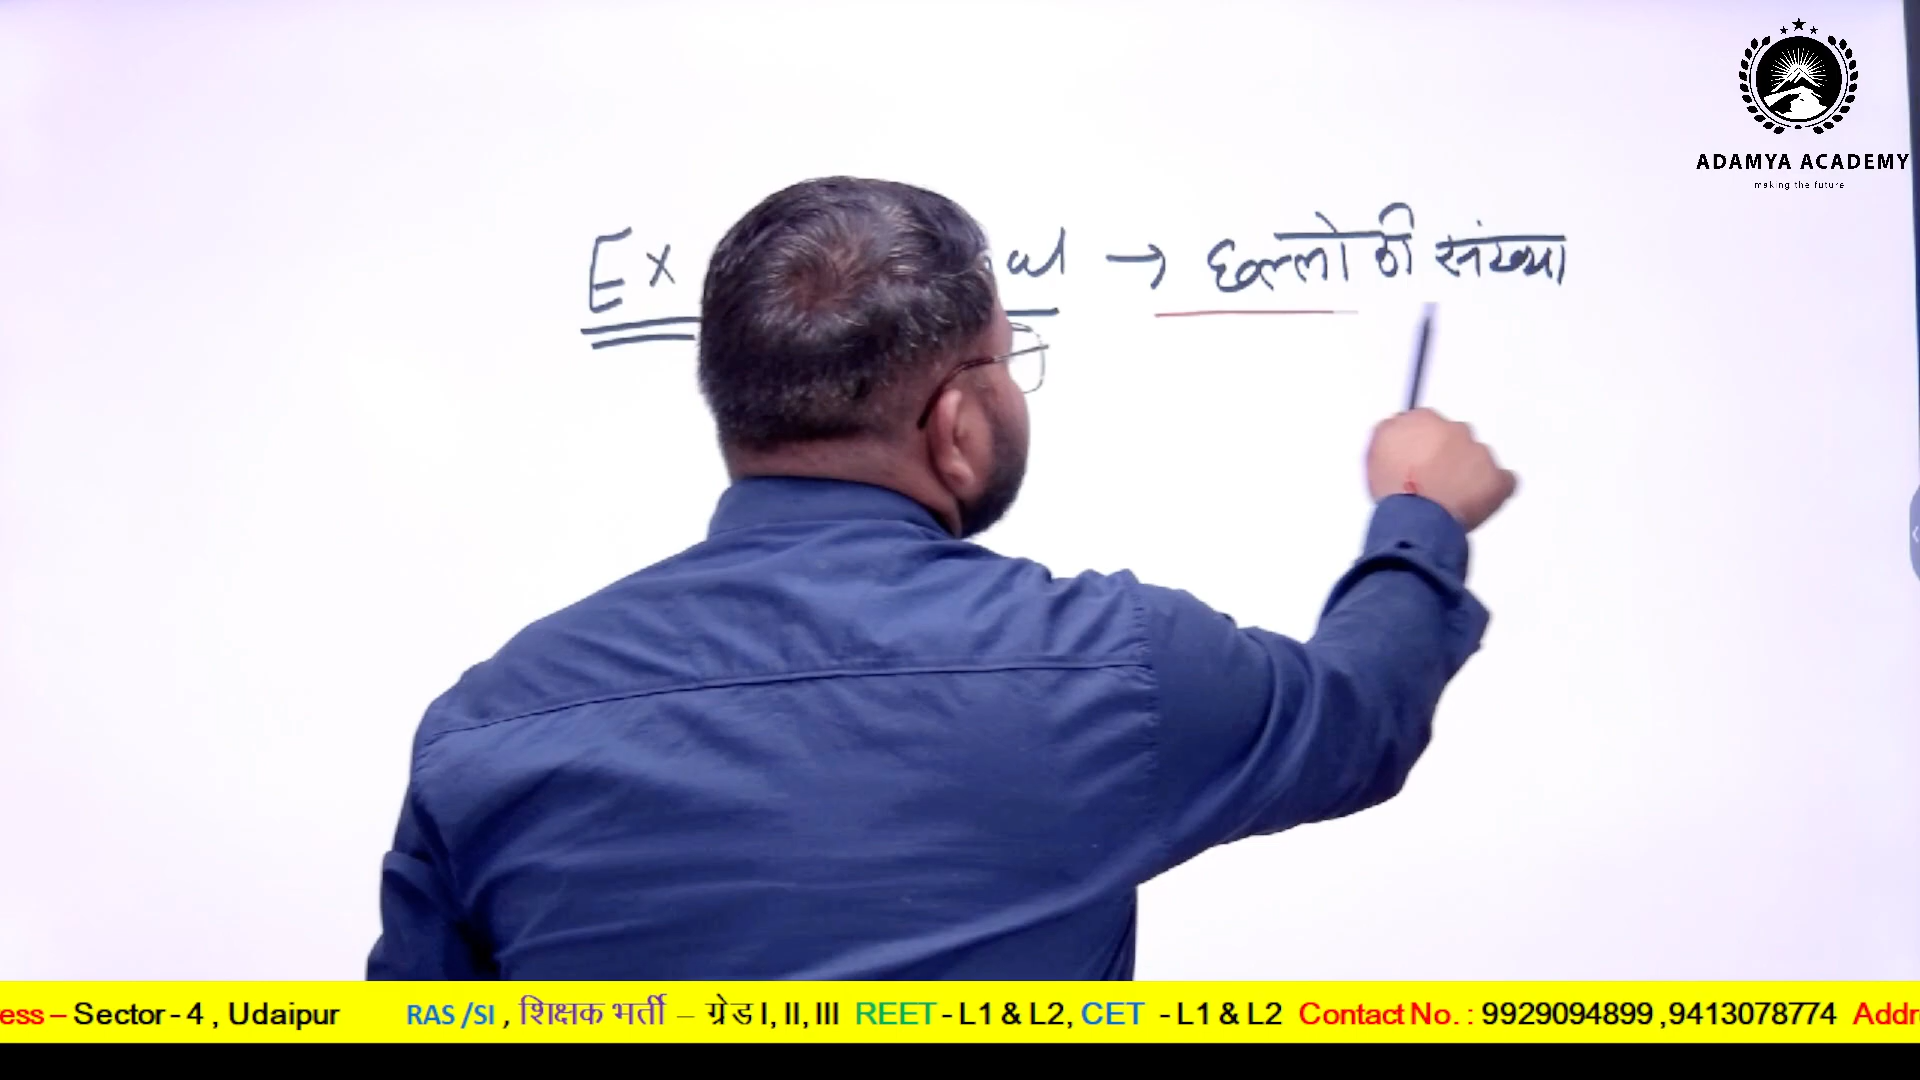 ADAMYA ACADEMY
making the future
Ex → छल्लो की संख्या
ess – Sector - 4 , Udaipur RAS /SI , शिक्षक भर्ती – ग्रेड I, II, III REET - L1 & L2, CET - L1 & L2 Contact No. : 9929094899 ,9413078774 Addr